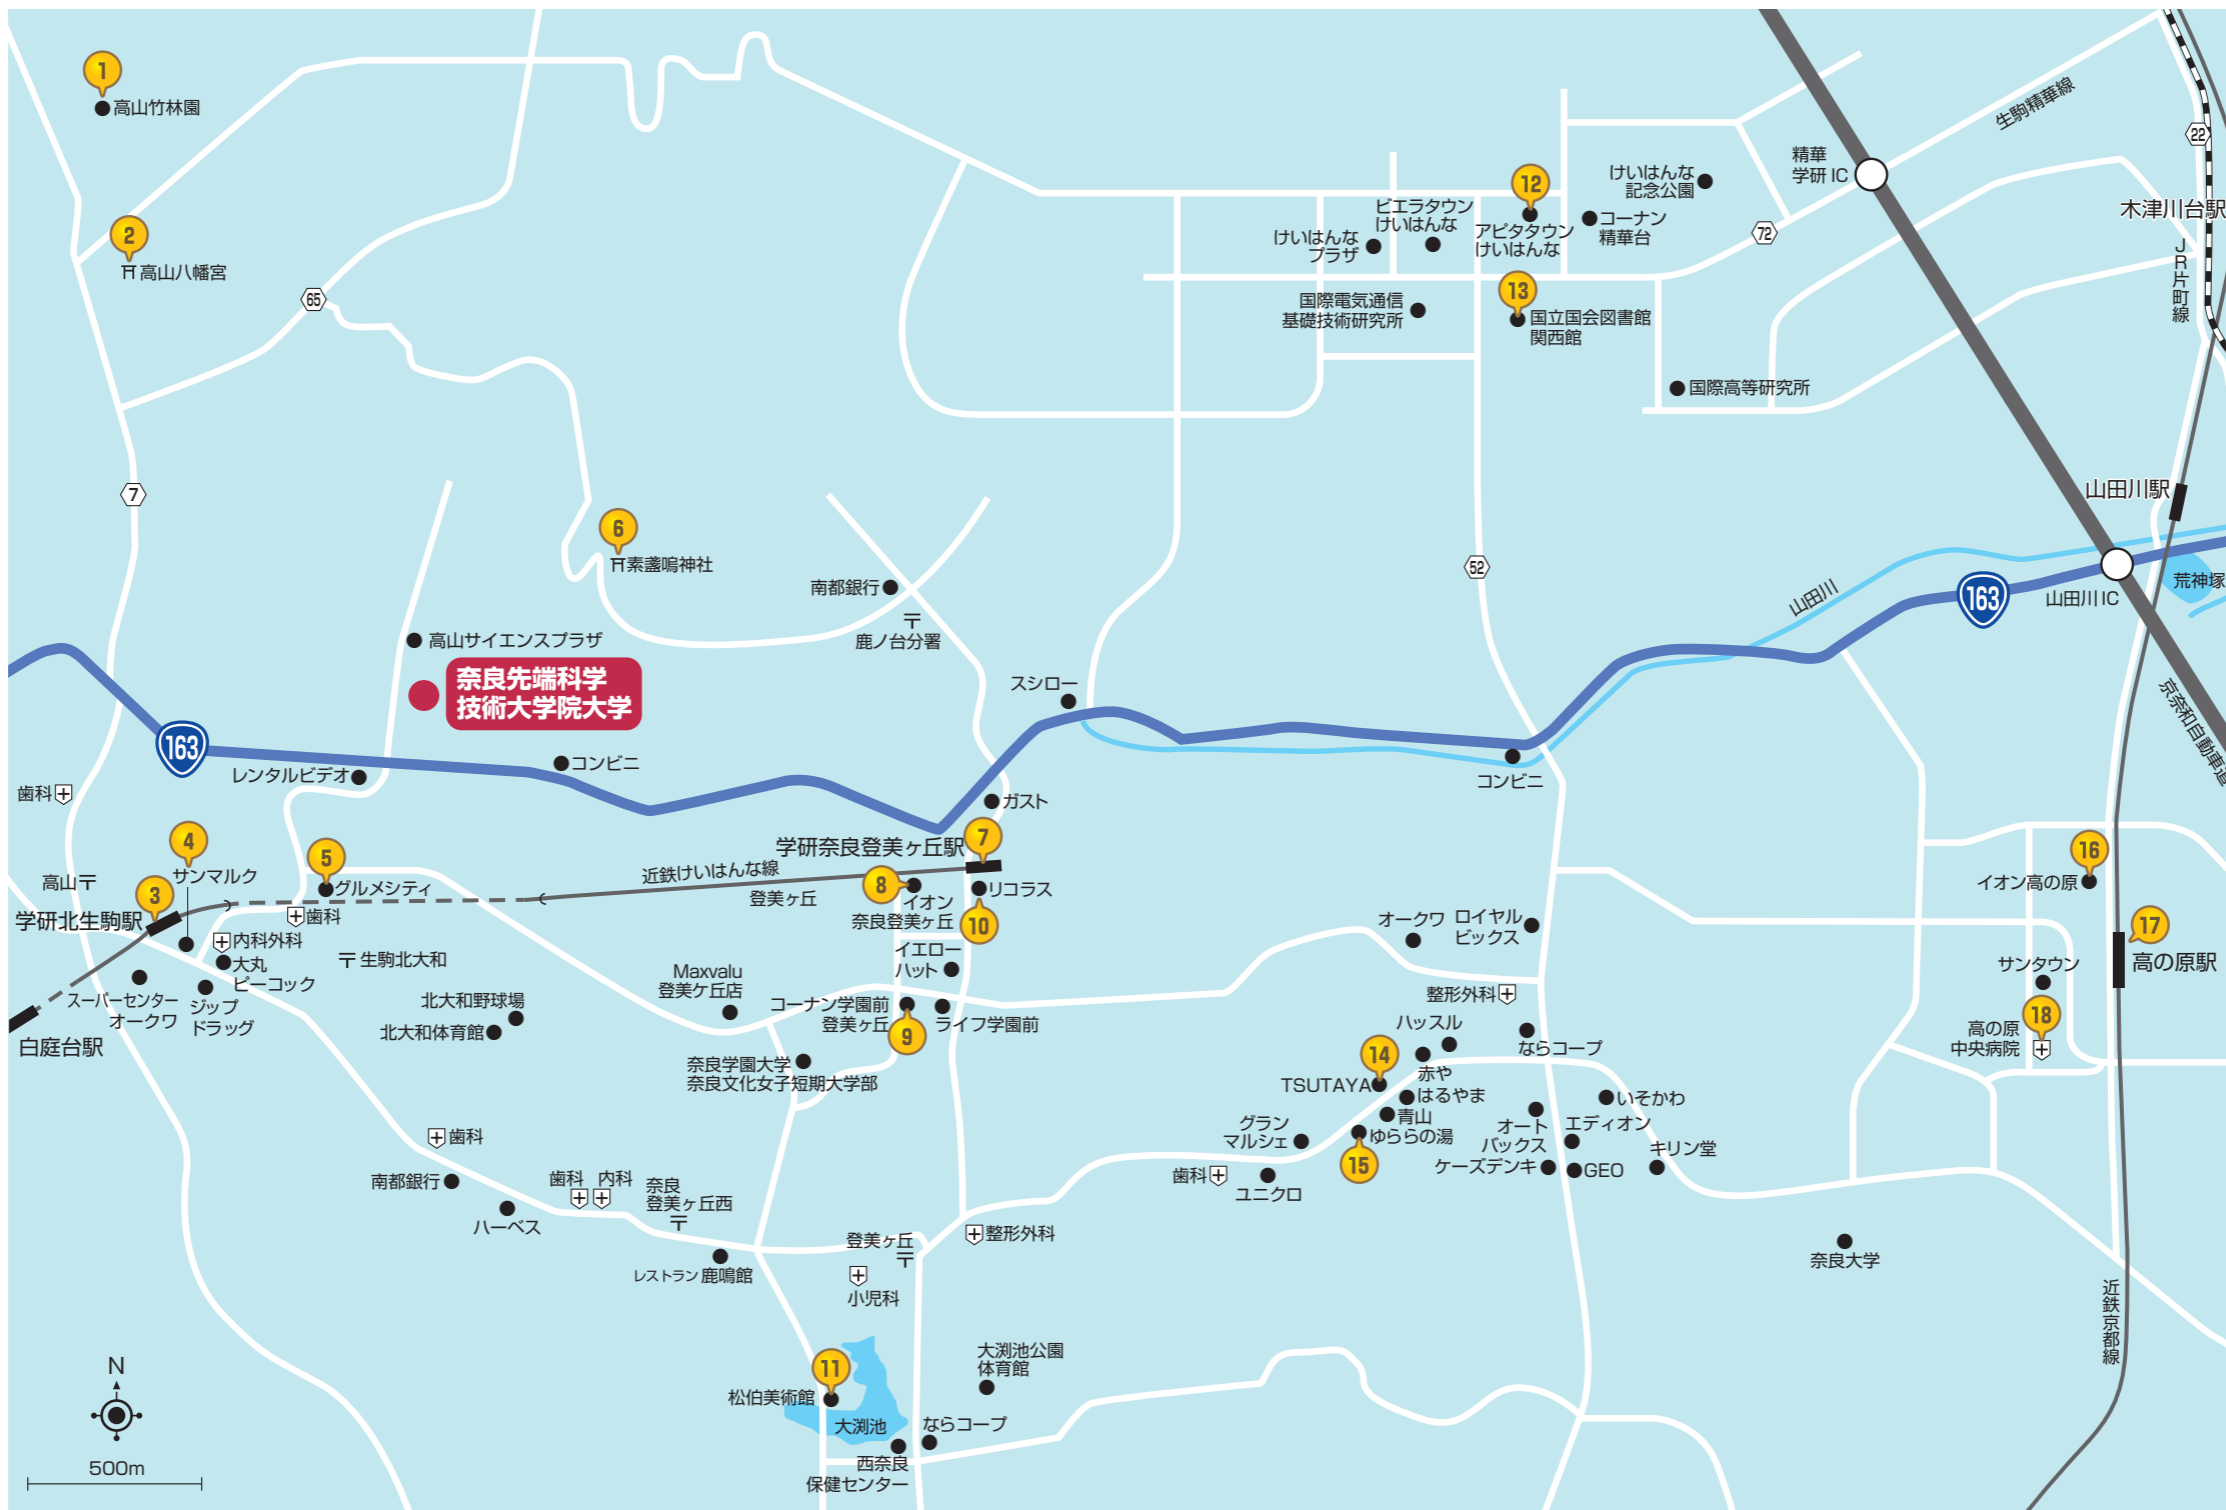 1
高山竹林園
2
高山八幡宮
65
7
6
素盞嗚神社
南都銀行
鹿ノ台分署
高山サイエンスプラザ
奈良先端科学
技術大学院大学
163
レンタルビデオ
コンビニ
歯科
スシロー
ガスト
12
ビエラタウン
けいはんな
けいはんな
プラザ
アピタタウン
けいはんな
コーナン
精華台
けいはんな
記念公園
13
国際電気通信
基礎技術研究所
国立国会図書館
関西館
国際高等研究所
精華
学研 IC
72
生駒精華線
22
木津川台駅
JR片町線
山田川駅
52
山田川
163
山田川 IC
荒神塚
京奈和自動車道
コンビニ
4
サンマルク
高山
3
学研北生駒駅
5
グルメシティ
歯科
内科外科
大丸
ピーコック
生駒北大和
スーパーセンター
オークワ
ジップ
ドラッグ
白庭台駅
北大和野球場
北大和体育館
近鉄けいはんな線
学研奈良登美ヶ丘駅
7
登美ヶ丘
8
イオン
奈良登美ヶ丘
リコラス
10
イエロー
ハット
Maxvalu
登美ケ丘店
コーナン学園前
登美ヶ丘
9
ライフ学園前
奈良学園大学
奈良文化女子短期大学部
オークワ
ロイヤル
ビックス
整形外科
ハッスル
ならコープ
14
TSUTAYA
赤や
はるやま
青山
ゆららの湯
15
グラン
マルシェ
歯科
ユニクロ
いそかわ
オート
バックス
エディオン
ケーズデンキ
GEO
キリン堂
16
イオン高の原
17
高の原駅
サンタウン
18
高の原
中央病院
奈良大学
近鉄京都線
歯科
南都銀行
ハーベス
歯科
内科
奈良
登美ヶ丘西
レストラン 鹿鳴館
登美ヶ丘
整形外科
小児科
11
松伯美術館
大渕池
大渕池公園
体育館
ならコープ
西奈良
保健センター
N
500m